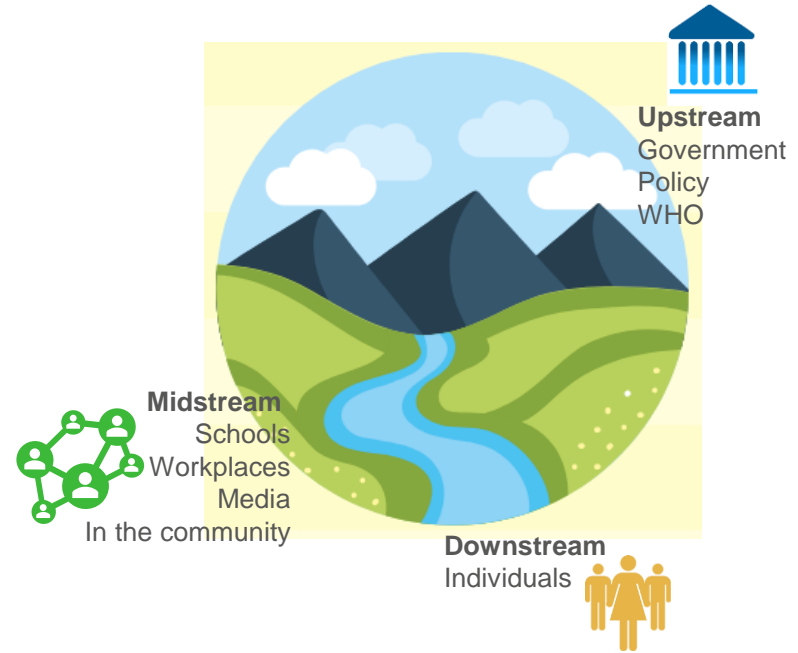 Upstream
Government
Policy
WHO
Midstream
Schools
Workplaces
Media
In the community
Downstream
Individuals